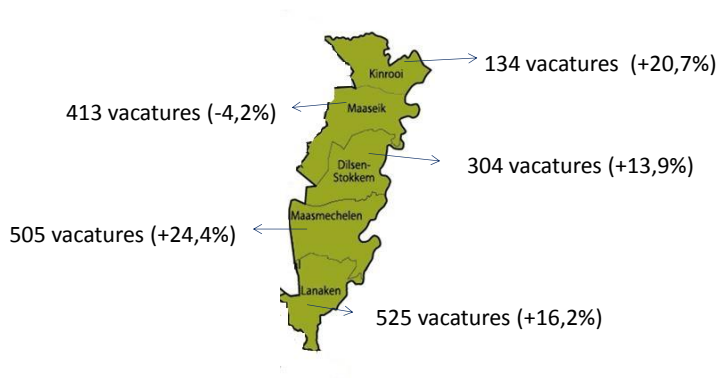 Kinrooi
134 vacatures (+20,7%)
413 vacatures (-4,2%)
Maaseik
Dilsen-
Stokkem
304 vacatures (+13,9%)
Maasmechelen
505 vacatures (+24,4%)
Lanaken
525 vacatures (+16,2%)